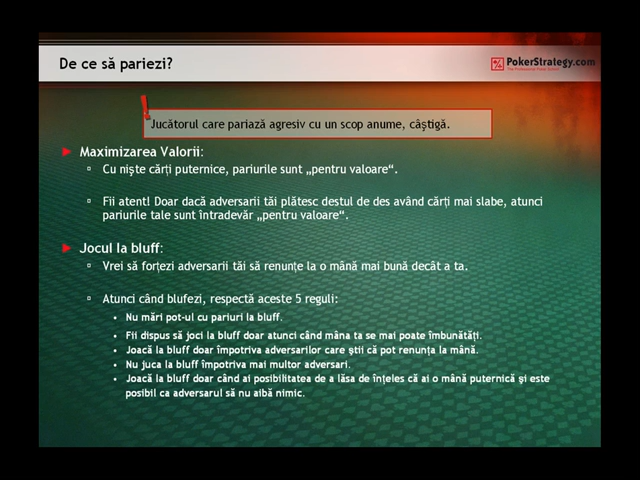 De ce să pariezi?
PokerStrategy.com
! Jucătorul care pariază agresiv cu un scop anume, câştigă.
Maximizarea Valorii:
Cu nişte cărţi puternice, pariurile sunt „pentru valoare“.
Fii atent! Doar dacă adversarii tăi plătesc destul de des având cărţi mai slabe, atunci
pariurile tale sunt întradevăr „pentru valoare“.
Jocul la bluff:
Vrei să forţezi adversarii tăi să renunţe la o mână mai bună decât a ta.
Atunci când blufezi, respectă aceste 5 reguli:
Nu mări pot-ul cu pariuri la bluff.
Fii dispus să joci la bluff doar atunci când mâna ta se mai poate îmbunătăţi.
Joacă la bluff doar împotriva adversarilor care ştii că pot renunţa la mână.
Nu juca la bluff împotriva mai multor adversari.
Joacă la bluff doar când ai posibilitatea de a lăsa de înţeles că ai o mână puternică şi este
posibil ca adversarul să nu aibă nimic.